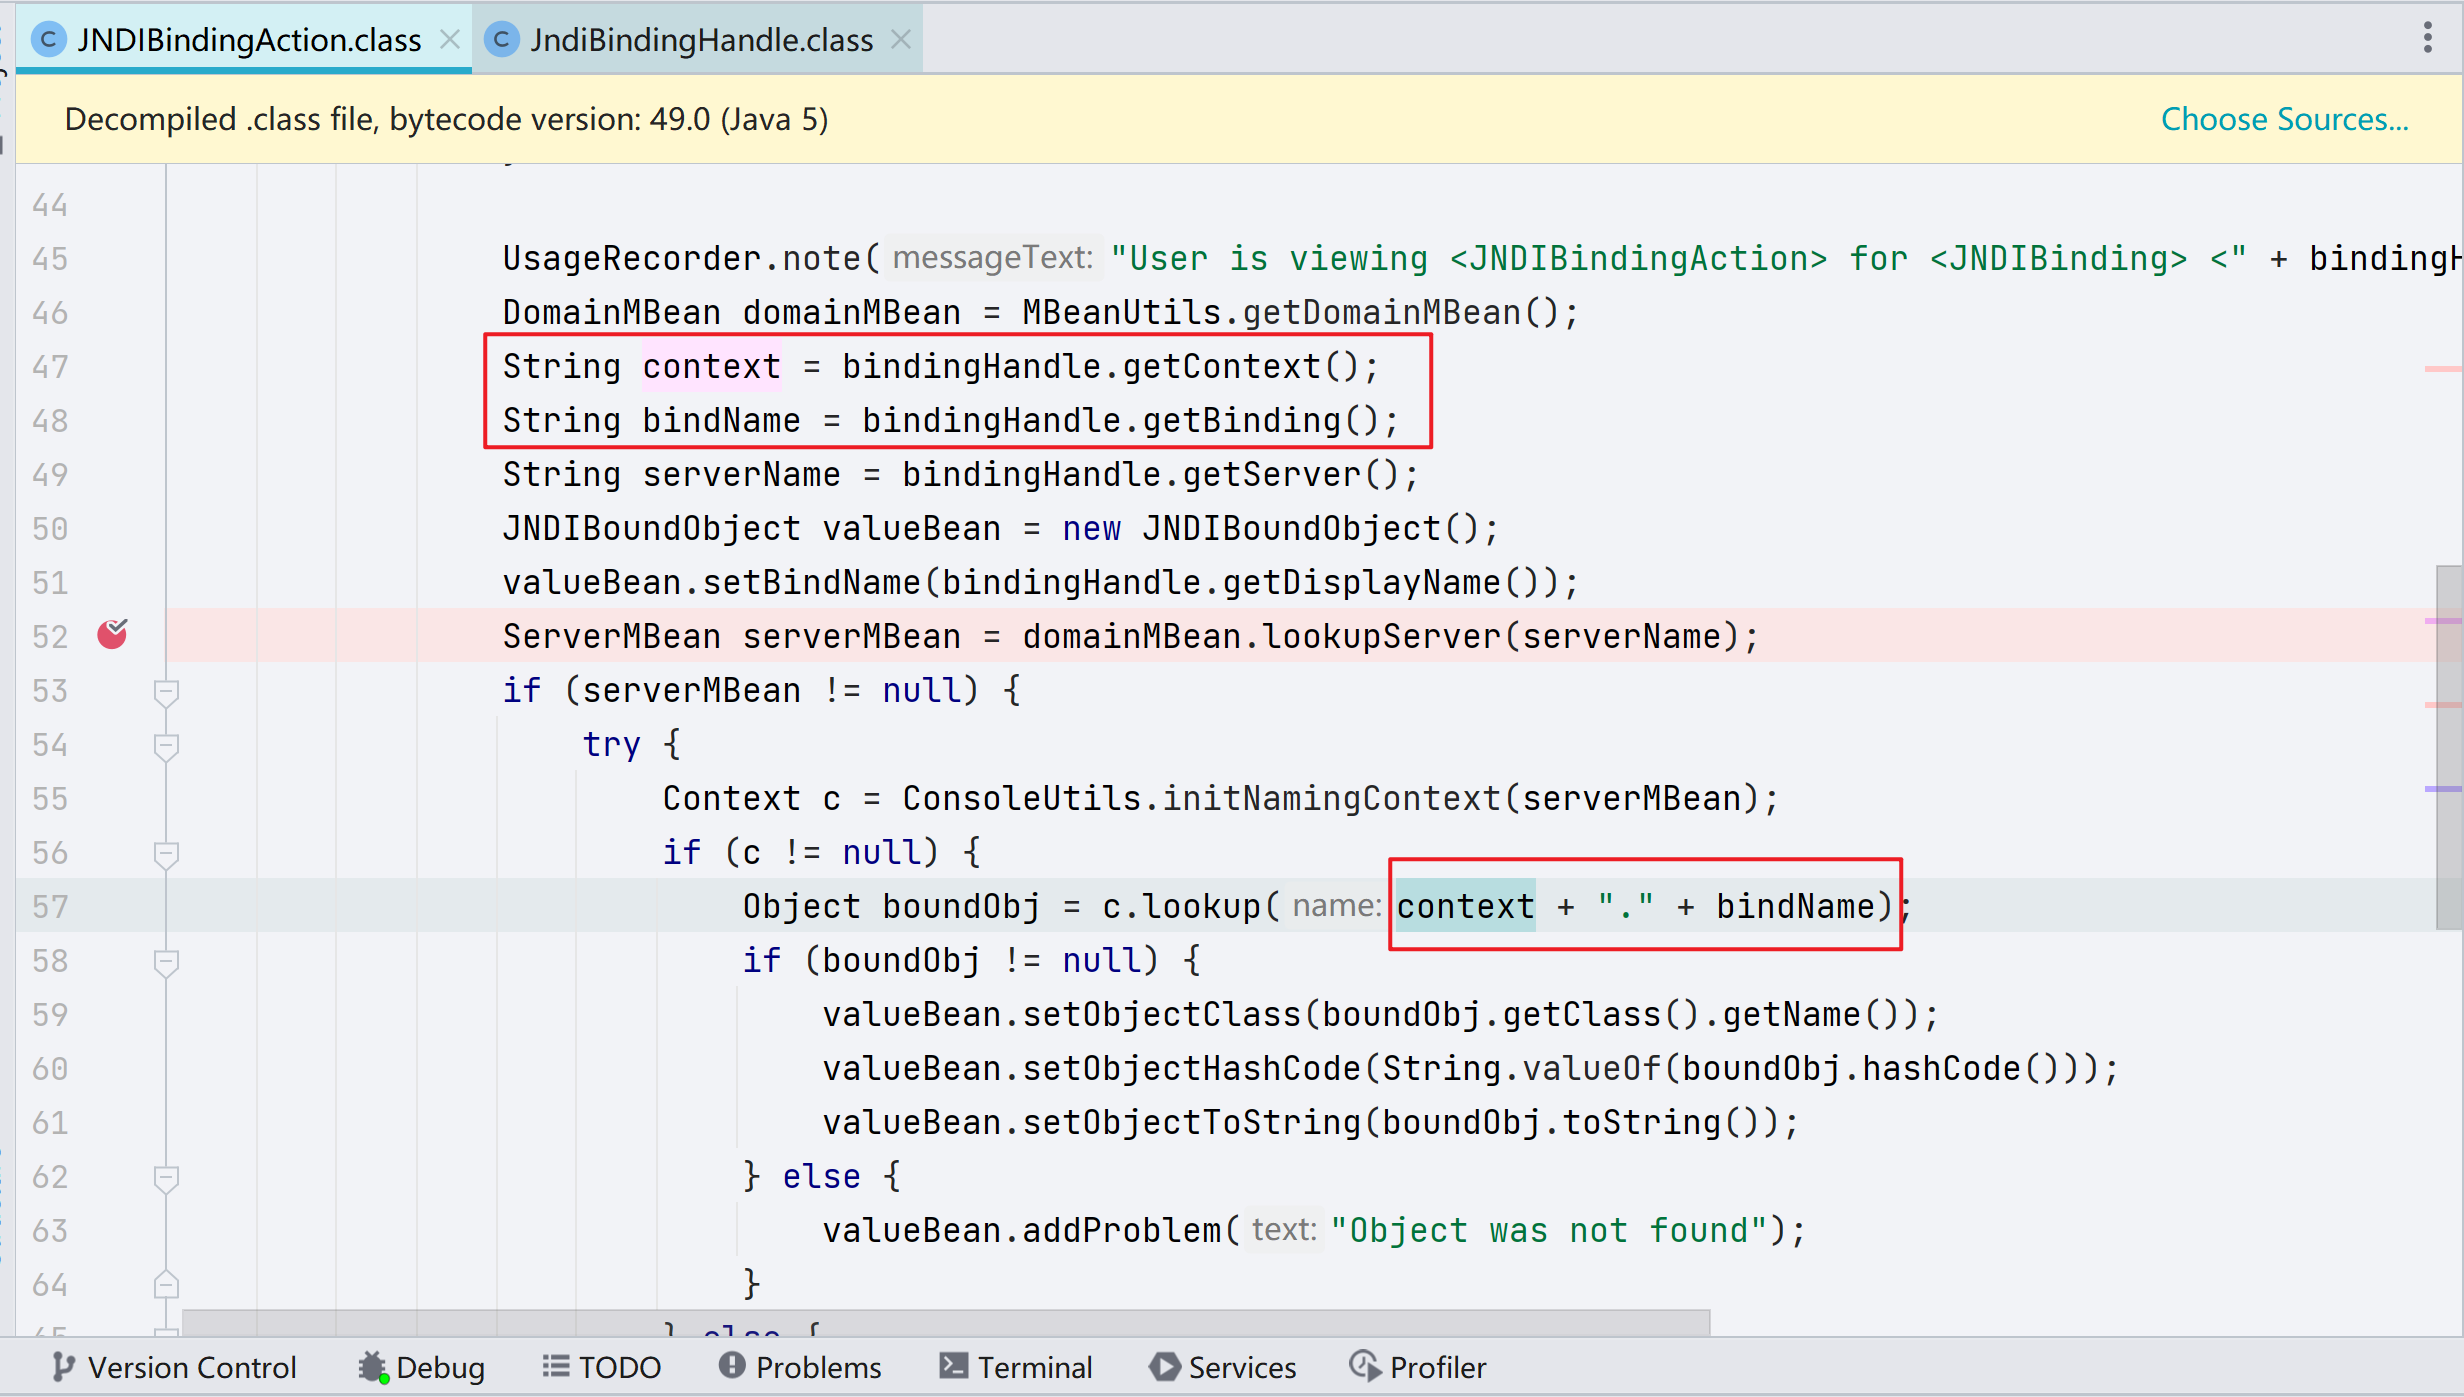 JNDIBindingAction.class JndiBindingHandle.class
Decompiled .class file, bytecode version: 49.0 (Java 5) Choose Sources...
44
45 UsageRecorder.note( messageText: "User is viewing <JNDIBindingAction> for <JNDIBinding> <" + bindingH
46 DomainMBean domainMBean = MBeanUtils.getDomainMBean();
47 String context = bindingHandle.getContext();
48 String bindName = bindingHandle.getBinding();
49 String serverName = bindingHandle.getServer();
50 JNDIBoundObject valueBean = new JNDIBoundObject();
51 valueBean.setBindName(bindingHandle.getDisplayName());
52 ServerMBean serverMBean = domainMBean.lookupServer(serverName);
53 if (serverMBean != null) {
54 try {
55 Context c = ConsoleUtils.initNamingContext(serverMBean);
56 if (c != null) {
57 Object boundObj = c.lookup( name: context + "." + bindName);
58 if (boundObj != null) {
59 valueBean.setObjectClass(boundObj.getClass().getName());
60 valueBean.setObjectHashCode(String.valueOf(boundObj.hashCode()));
61 valueBean.setObjectToString(boundObj.toString());
62 } else {
63 valueBean.addProblem( text: "Object was not found");
64 }
65 } else {
Version Control Debug TODO Problems Terminal Services Profiler